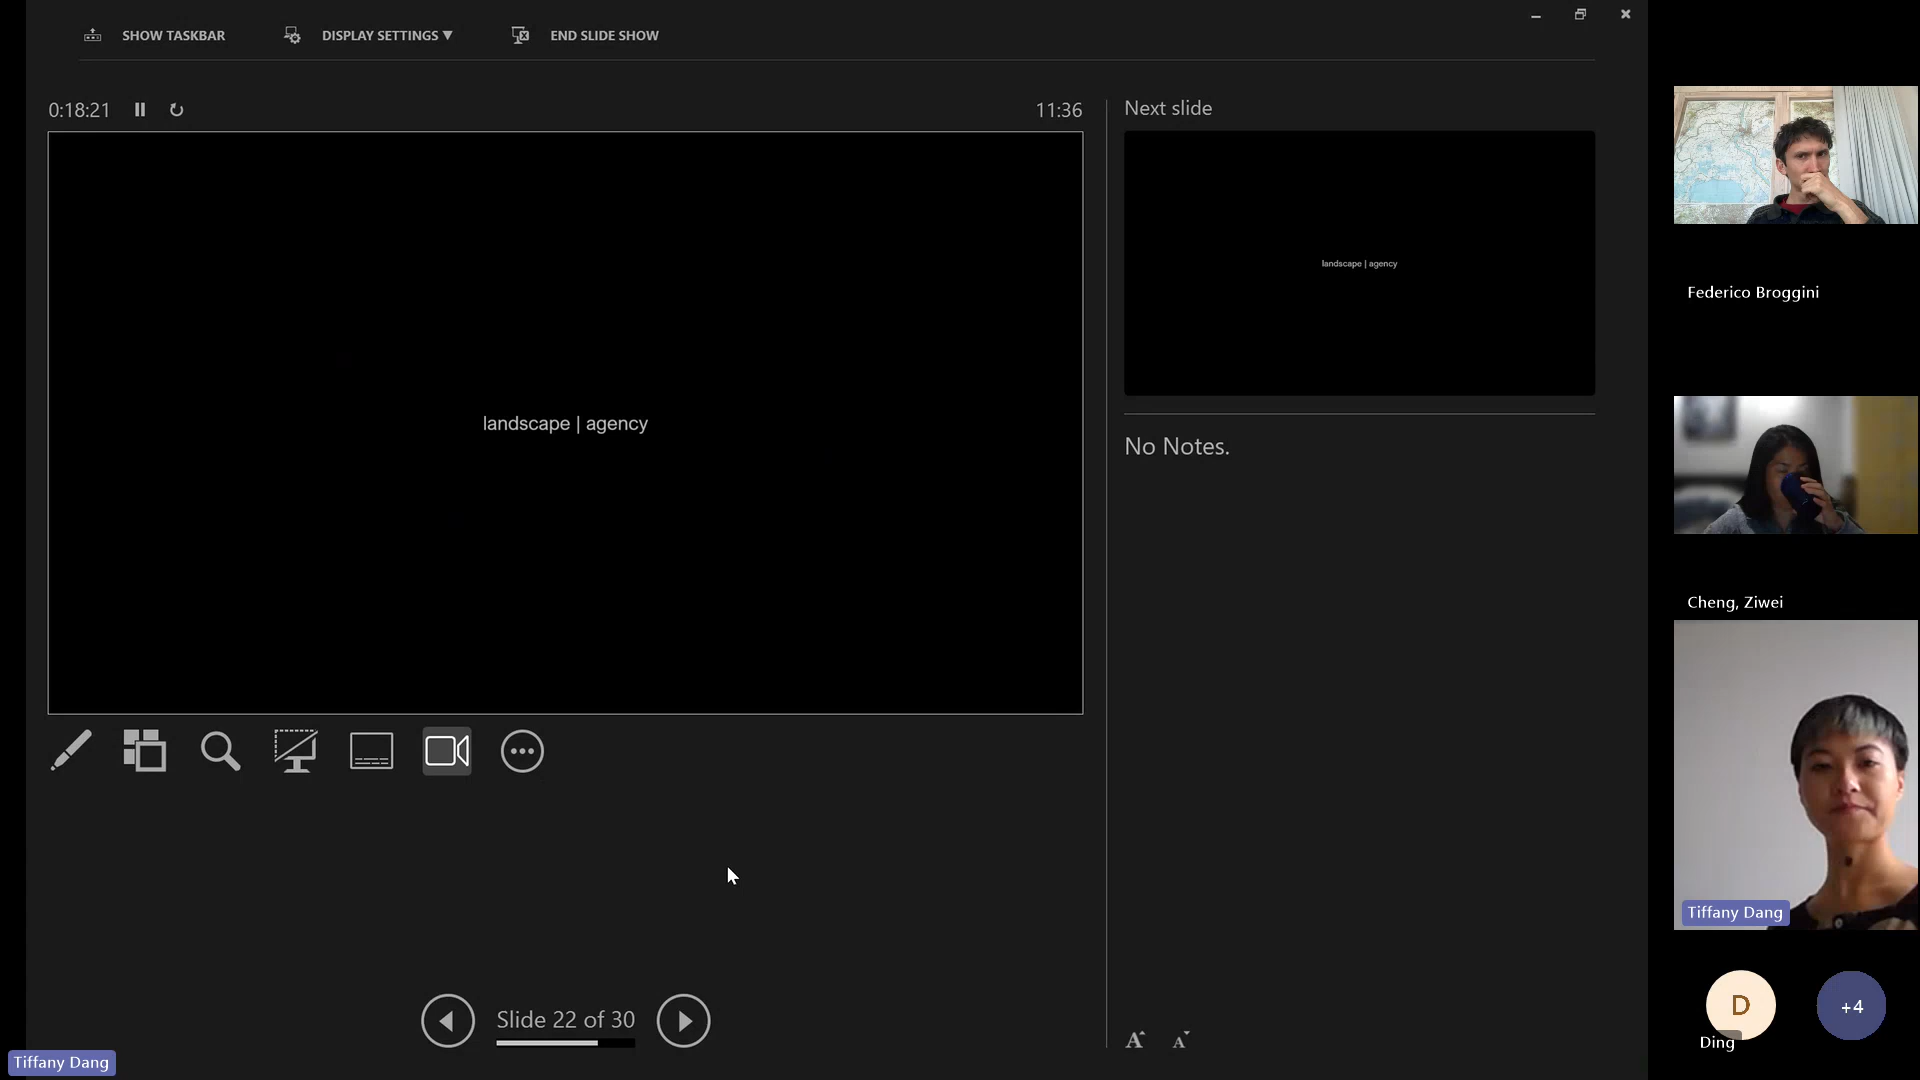 SHOW TASKBAR
DISPLAY SETTINGS ▼
END SLIDE SHOW
0:18:21
11:36
Next slide
landscape | agency
landscape | agency
No Notes.
Slide 22 of 30
A A
Tiffany Dang
Federico Broggini
Cheng, Ziwei
Tiffany Dang
D
+4
Ding